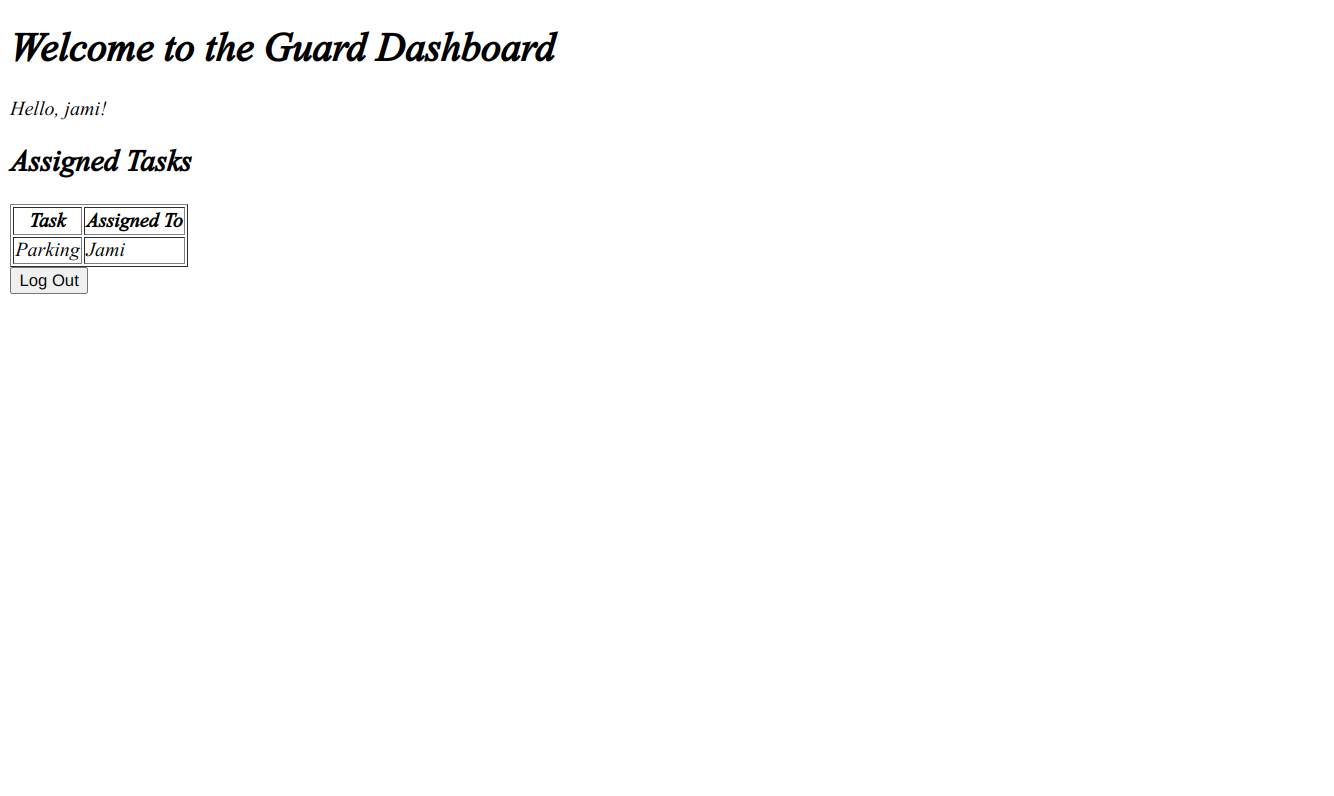 Welcome to the Guard Dashboard
Hello, jami!
Assigned Tasks
Task Assigned To
Parking Jami
Log Out